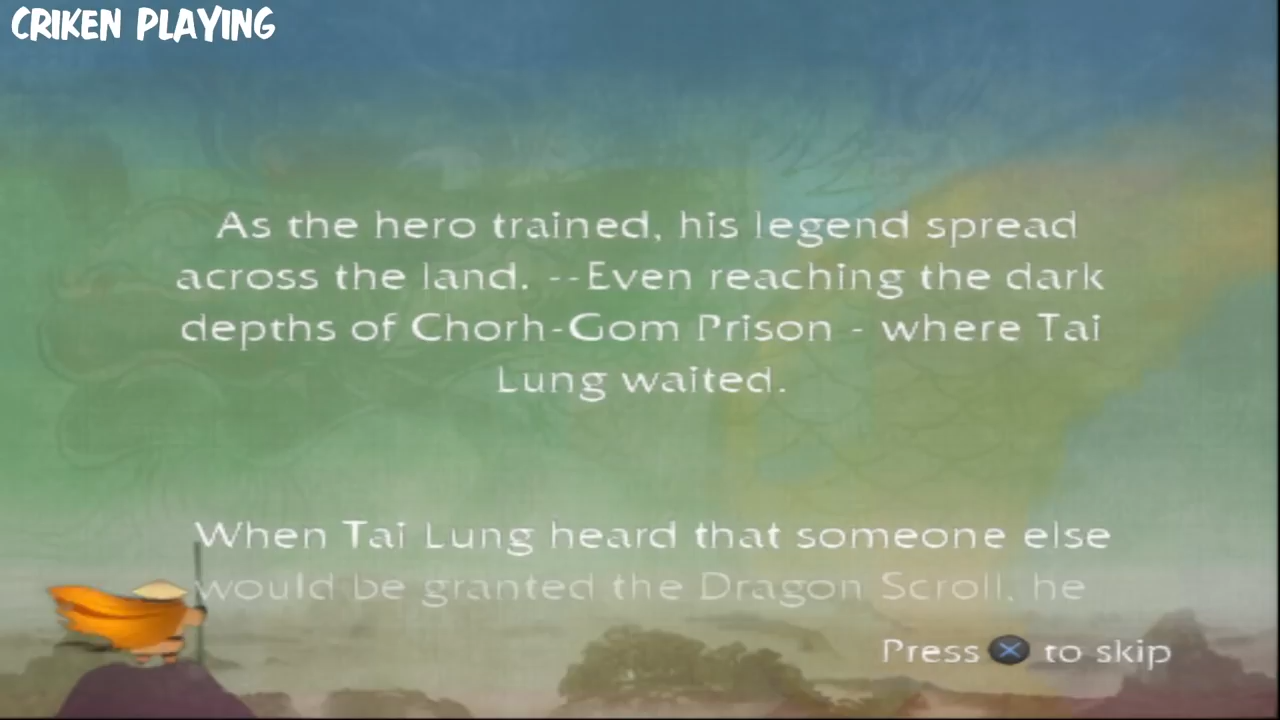 CRIKEN PLAYING
As the hero trained, his legend spread
across the land. --Even reaching the dark
depths of Chorh-Gom Prison - where Tai
Lung waited.
When Tai Lung heard that someone else
would be granted the Dragon Scroll, he
Press X to skip